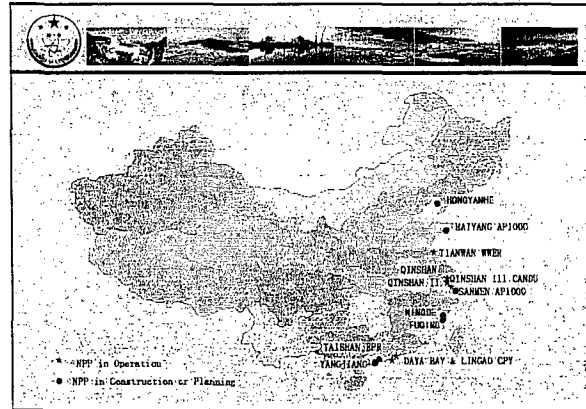 HONGYANHE
HAIYANG AP1000
TIANWAN WWER
QINSHAN
QINSHAN III CANDU
QINSHAN II
SANMEN AP1000
NINGDE
FUQING
TAISHAN EPR
DAYA BAY & LINGAO CPY
YANGJIANG
NPP in Operation
NPP in Construction or Planning